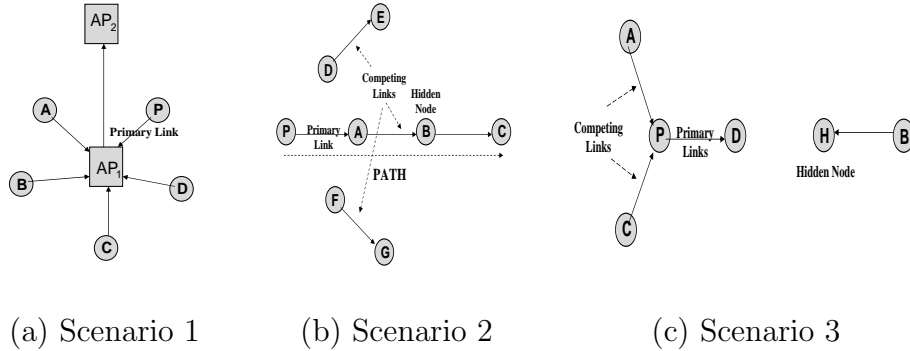 AP2
A
P
Primary Link
AP1
B
D
C
(a) Scenario 1
E
D
Competing
Links
Hidden
Node
P
Primary
Link
A
B
C
PATH
F
G
(b) Scenario 2
A
Competing
Links
P
Primary
Links
D
C
H
B
Hidden Node
(c) Scenario 3